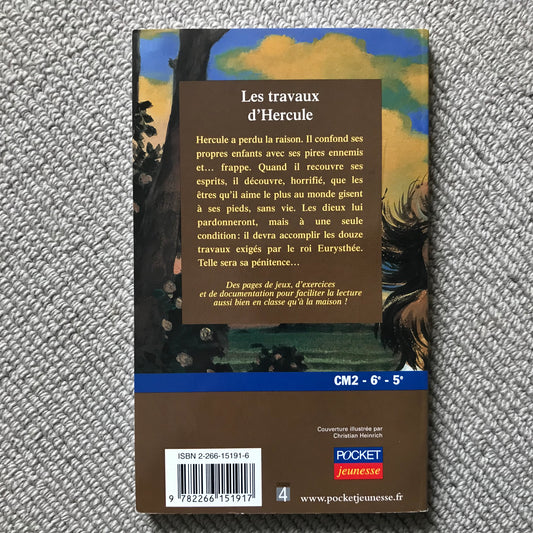 Les travaux
d'Hercule
Hercule a perdu la raison. Il confond ses
propres enfants avec ses pires ennemis
et... frappe. Quand il recouvre ses
esprits, il découvre, horrifié, que les
êtres qu'il aime le plus au monde gisent
à ses pieds, sans vie. Les dieux lui
pardonneront, mais à une seule
condition : il devra accomplir les douze
travaux exigés par le roi Eurysthée.
Telle sera sa pénitence...
Des pages de jeux, d'exercices
et de documentation pour faciliter la lecture
aussi bien en classe qu'à la maison !
CM2 - 6e - 5e
Couverture illustrée par
Christian Heinrich
POCKET
jeunesse
ISBN 2-266-15191-6
9 782266 151917
4
www.pocketjeunesse.fr